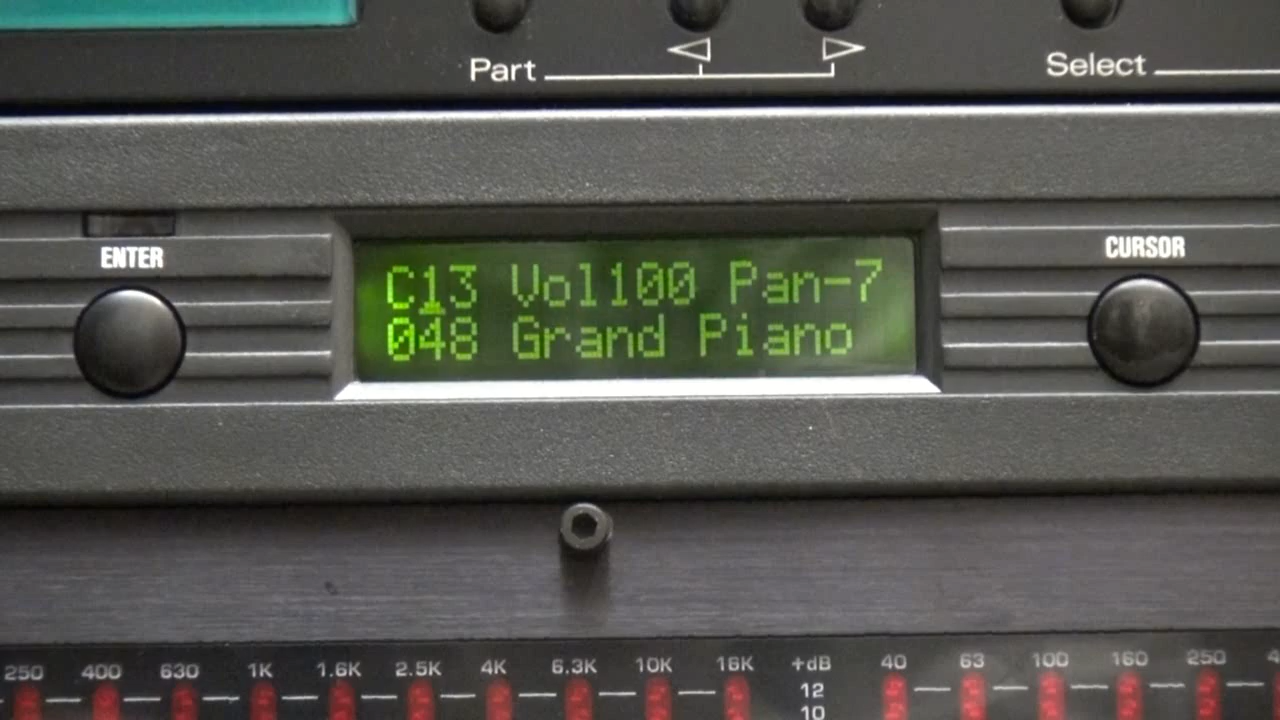 Part
Select
ENTER
CURSOR
C13 Vol100 Pan-7
048 Grand Piano
250 400 630 1K 1.6K 2.5K 4K 6.3K 10K 16K +dB 40 63 100 160 250
12
10